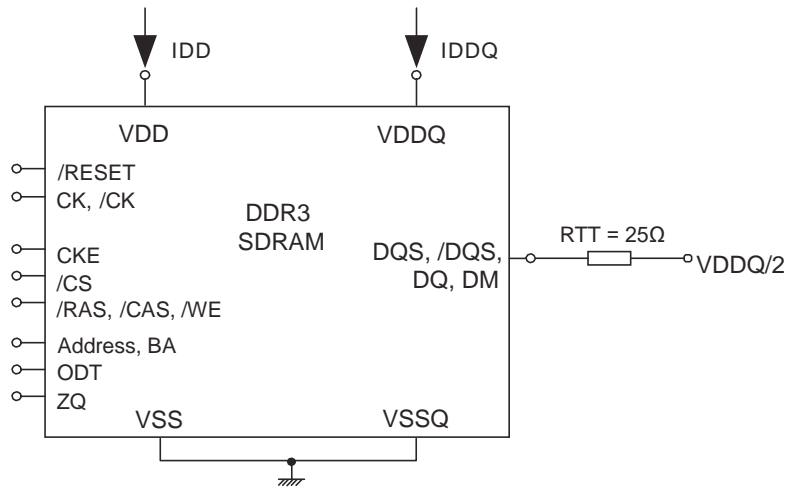 IDD
IDDQ
VDD
VDDQ
/RESET
CK, /CK
DDR3
SDRAM
CKE
/CS
/RAS, /CAS, /WE
DQS, /DQS,
DQ, DM
RTT = 25Ω
VDDQ/2
Address, BA
ODT
ZQ
VSS
VSSQ